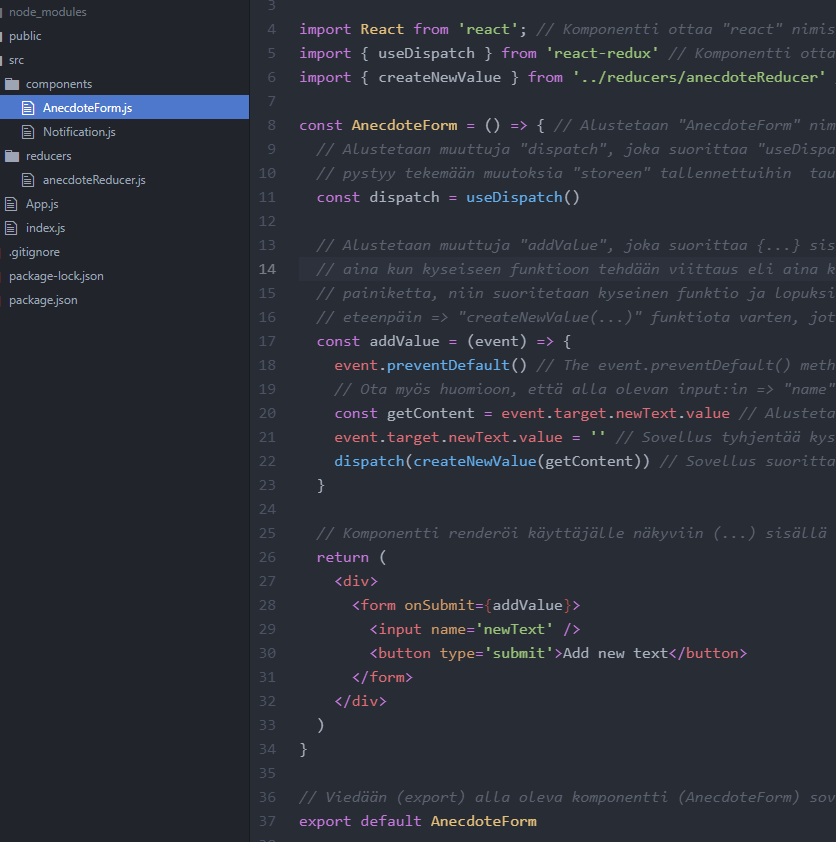 node_modules
public
src
components
AnecdoteForm.js
Notification.js
reducers
anecdoteReducer.js
App.js
index.js
.gitignore
package-lock.json
package.json
3
4 import React from 'react'; // Komponentti ottaa "react" nimis
5 import { useDispatch } from 'react-redux' // Komponentti otta
6 import { createNewValue } from '../reducers/anecdoteReducer'
7
8 const AnecdoteForm = () => { // Alustetaan "AnecdoteForm" nim
9 // Alustetaan muuttuja "dispatch", joka suorittaa "useDispa
10 // pystyy tekemään muutoksia "storeen" tallennettuihin  tau
11 const dispatch = useDispatch()
12
13 // Alustetaan muuttuja "addValue", joka suorittaa {...} sis
14 // aina kun kyseiseen funktioon tehdään viittaus eli aina k
15 // painiketta, niin suoritetaan kyseinen funktio ja lopuksi
16 // eteenpäin => "createNewValue(...)" funktiota varten, jot
17 const addValue = (event) => {
18 event.preventDefault() // The event.preventDefault() meth
19 // Ota myös huomioon, että alla olevan input:in => "name"
20 const getContent = event.target.newText.value // Alusteta
21 event.target.newText.value = '' // Sovellus tyhjentää kys
22 dispatch(createNewValue(getContent)) // Sovellus suoritta
23 }
24
25 // Komponentti renderöi käyttäjälle näkyviin (...) sisällä
26 return (
27 <div>
28 <form onSubmit={addValue}>
29 <input name='newText' />
30 <button type='submit'>Add new text</button>
31 </form>
32 </div>
33 )
34 }
35
36 // Viedään (export) alla oleva komponentti (AnecdoteForm) sov
37 export default AnecdoteForm